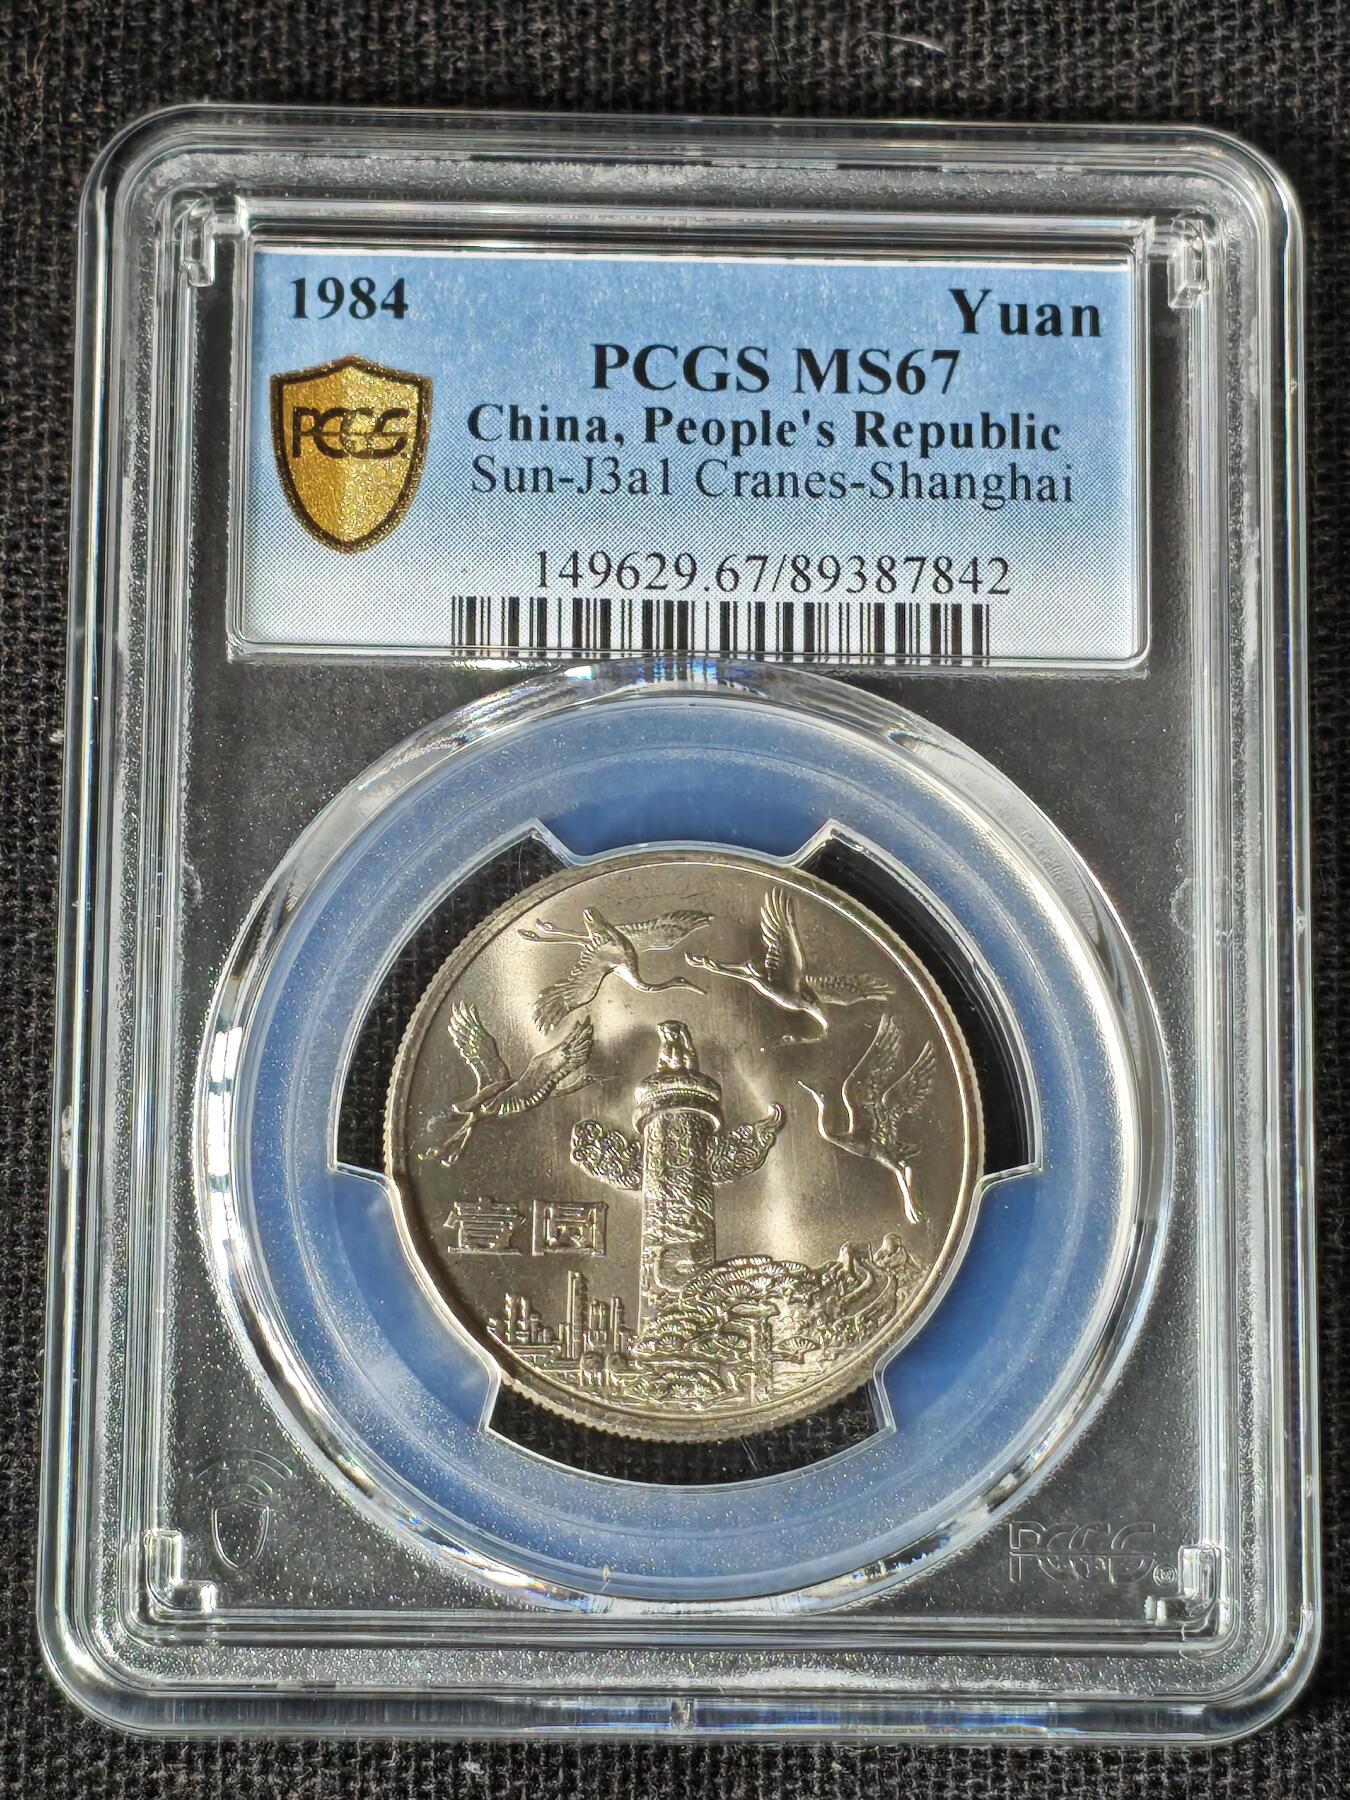 1984
Yuan
PCGS MS67
PCGS
China, People's Republic
Sun-J3a1 Cranes-Shanghai
149629.67/89387842
壹圆
PCGS®